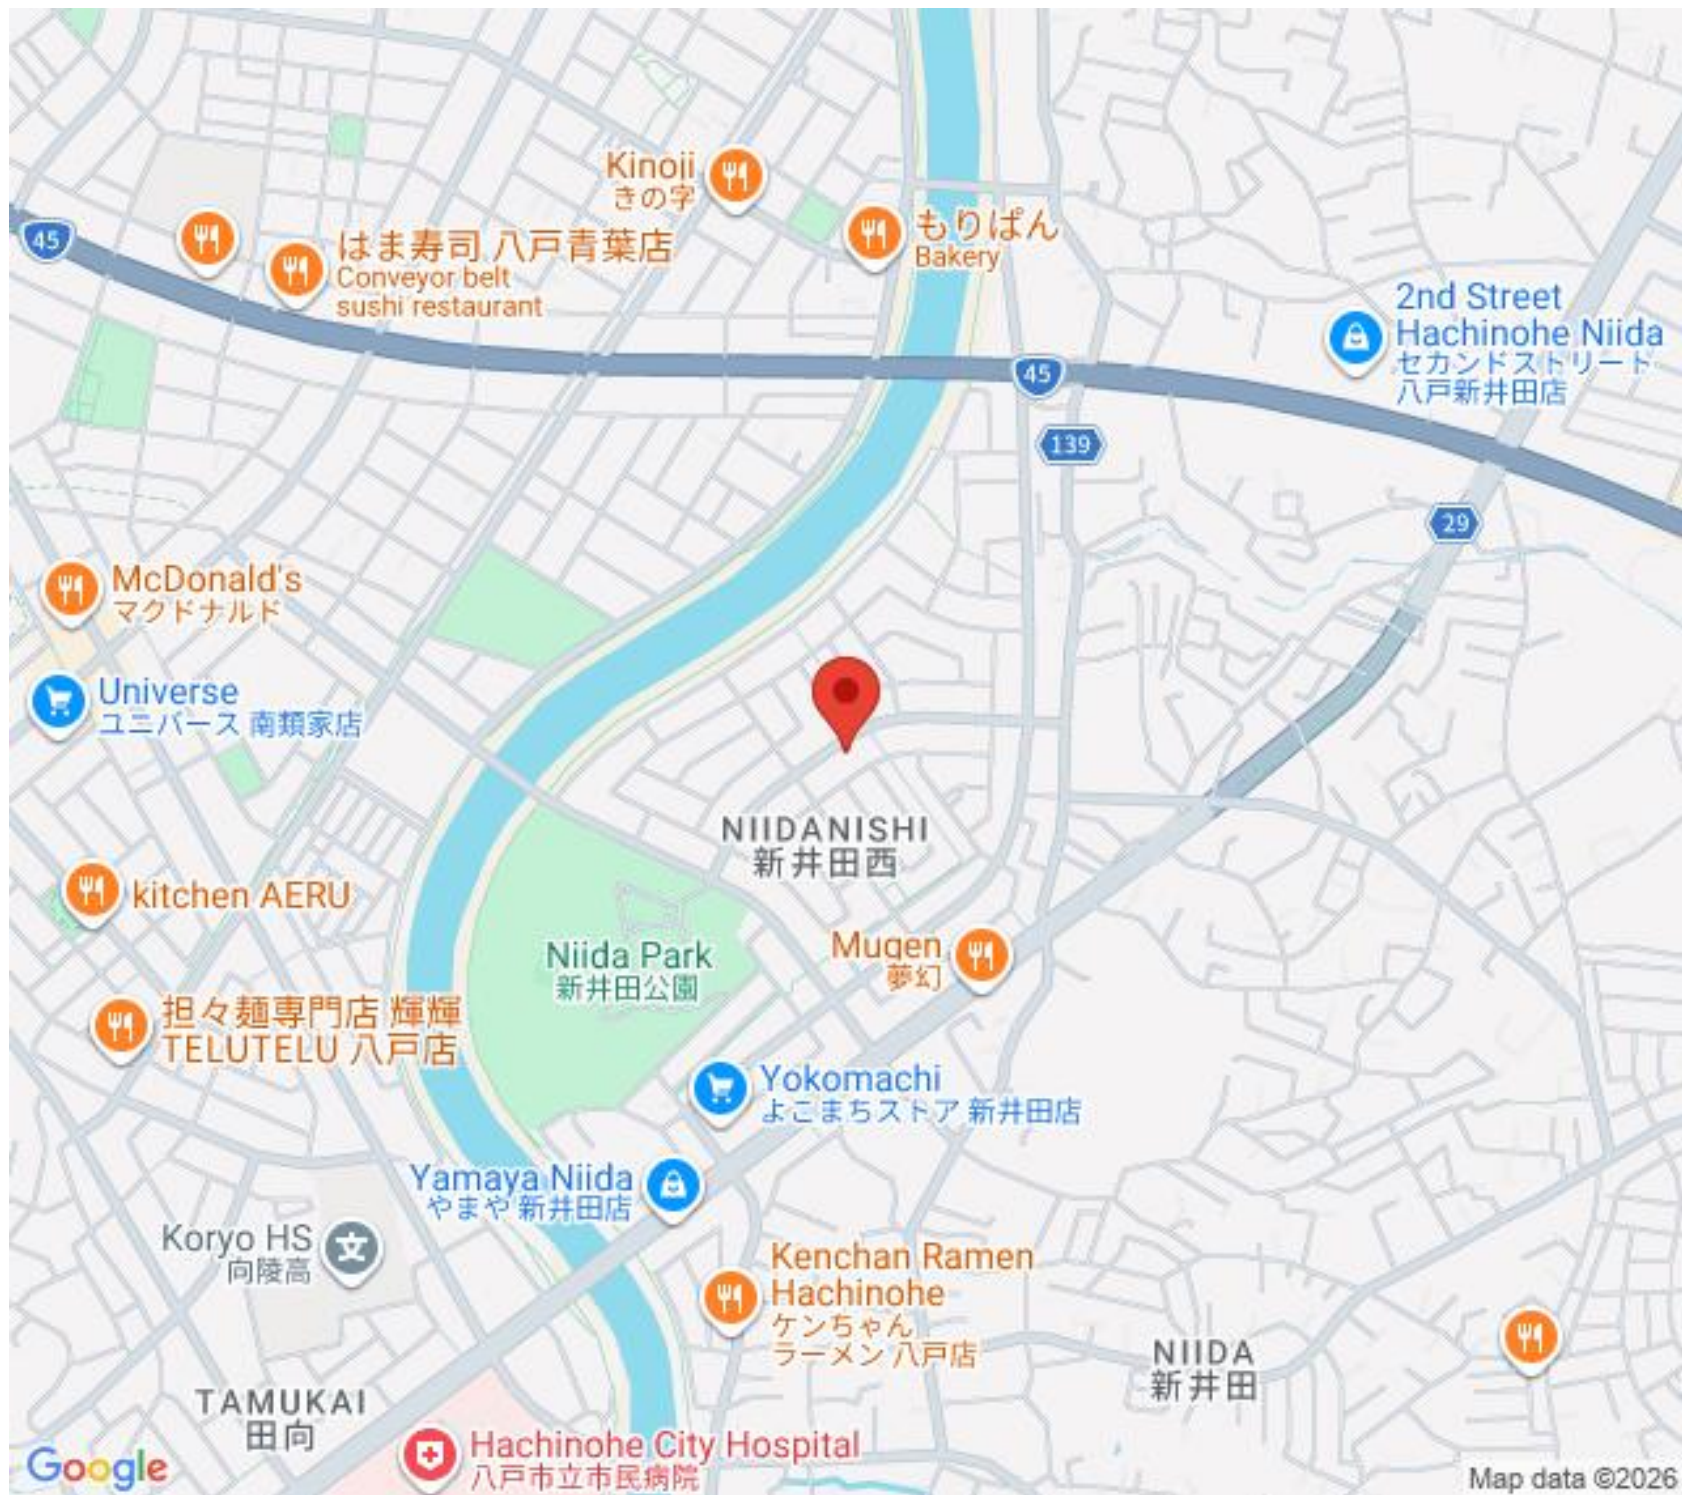 Kinoji
きの字
45
はま寿司 八戸青葉店
Conveyor belt
sushi restaurant
もりぱん
Bakery
2nd Street
Hachinohe Niida
セカンドストリート
八戸新井田店
45
139
29
McDonald's
マクドナルド
Universe
ユニバース 南類家店
NIIDANISHI
新井田西
kitchen AERU
Niida Park
新井田公園
Mugen
夢幻
担々麺専門店 輝輝
TELUTELU 八戸店
Yokomachi
よこまちストア 新井田店
Yamaya Niida
やまや 新井田店
Koryo HS
向陵高
Kenchan Ramen
Hachinohe
ケンちゃん
ラーメン 八戸店
NIIDA
新井田
TAMUKAI
田向
Hachinohe City Hospital
八戸市立市民病院
Google
Map data ©2026